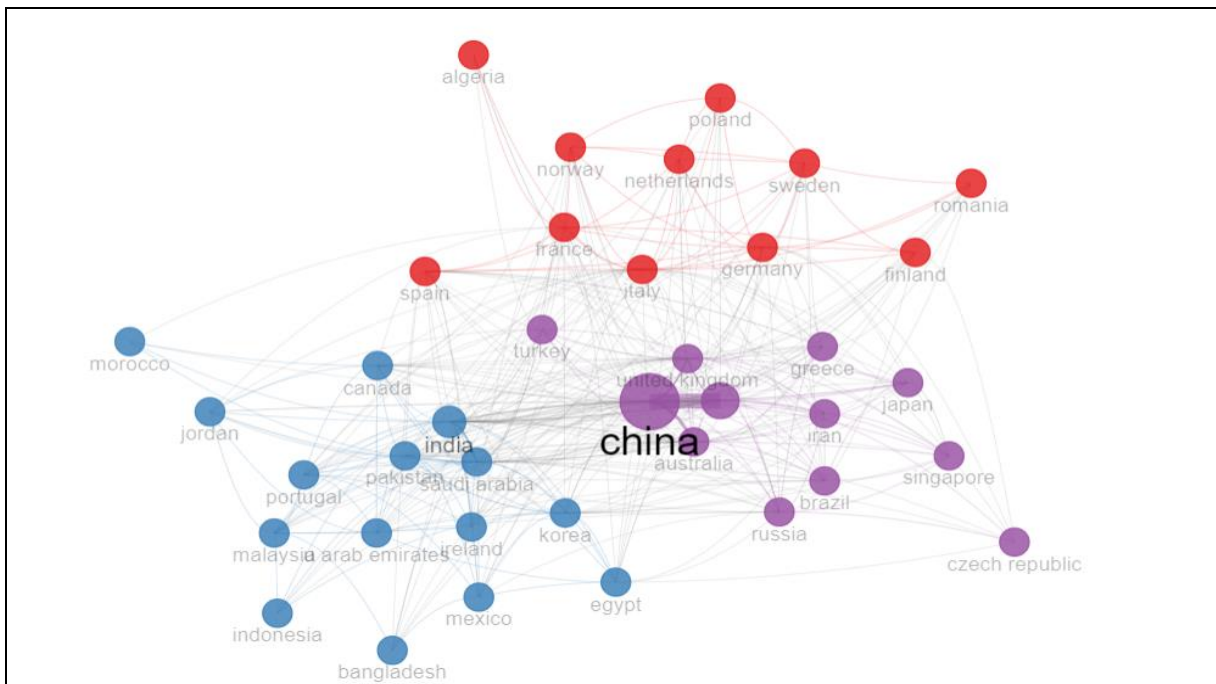 algeria
poland
norway
netherlands
sweden
romania
france
germany
finland
spain
italy
turkey
morocco
canada
united kingdom
greece
japan
jordan
india
china
iran
australia
pakistan
saudi arabia
singapore
portugal
brazil
korea
russia
malaysia
u arab emirates
ireland
czech republic
egypt
mexico
indonesia
bangladesh